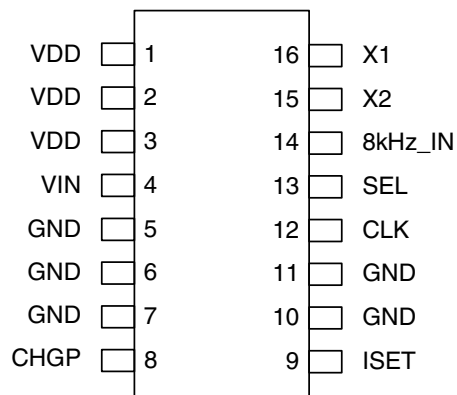 VDD 1 16 X1
VDD 2 15 X2
VDD 3 14 8kHz_IN
VIN 4 13 SEL
GND 5 12 CLK
GND 6 11 GND
GND 7 10 GND
CHGP 8 9 ISET